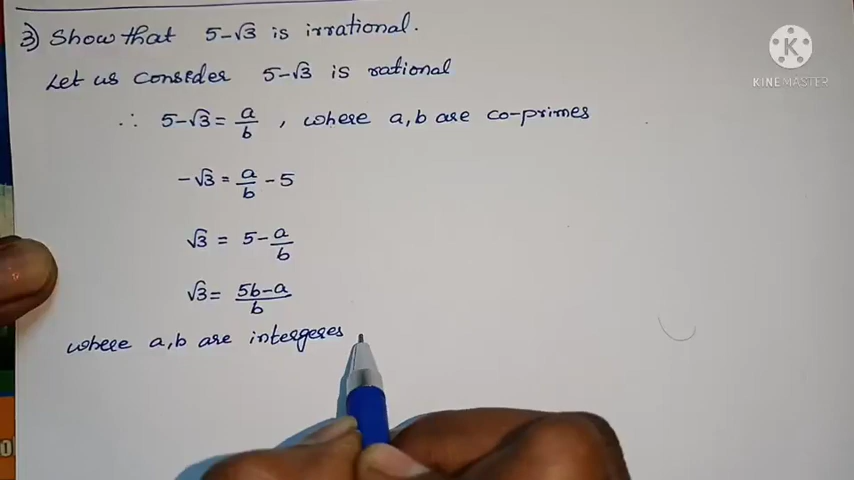 3) Show that 5-√3 is irrational.
Let us consider 5-√3 is rational
∴ 5-√3 = a/b , where a,b are co-primes
-√3 = a/b - 5
√3 = 5 - a/b
√3 = 5b-a/b
where a,b are intergeres
K
KINEMASTER